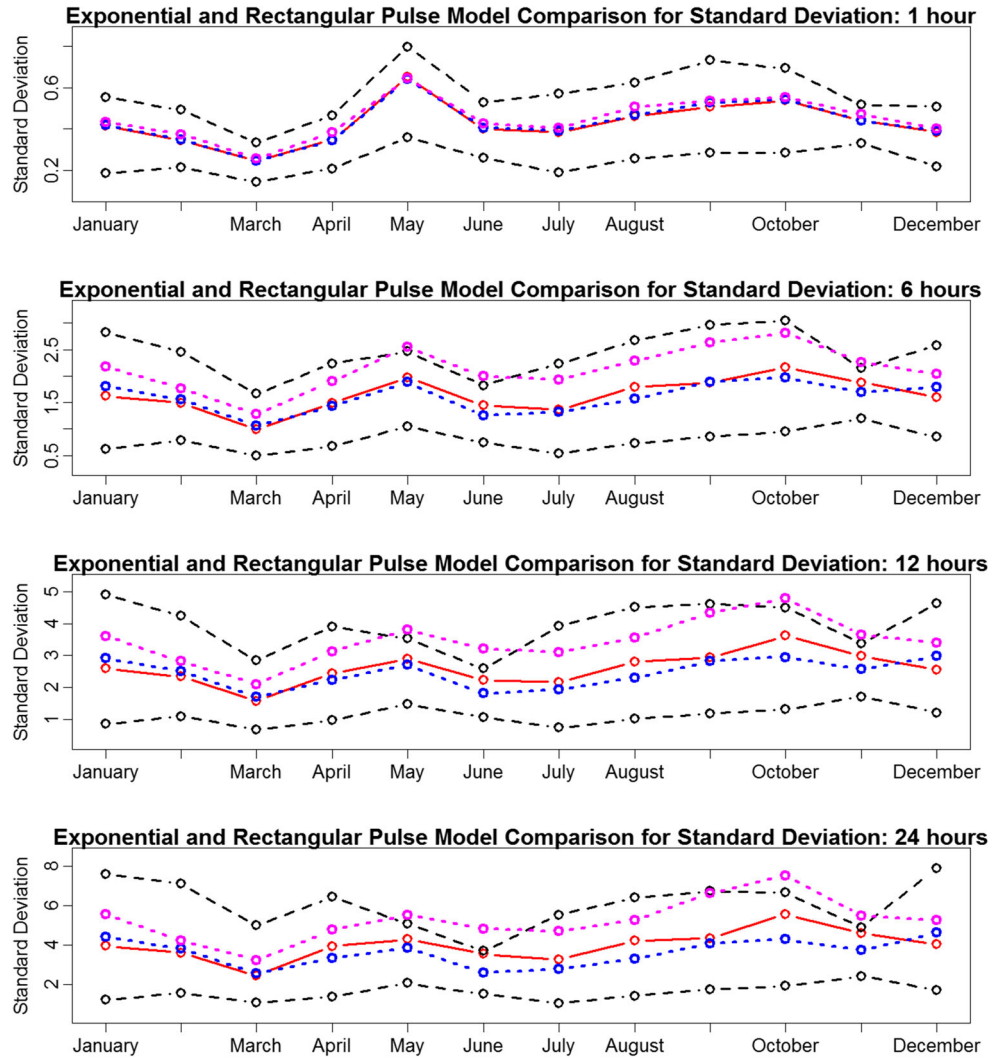 Exponential and Rectangular Pulse Model Comparison for Standard Deviation: 1 hour
Standard Deviation
0.6
0.2
January March April May June July August October December
Exponential and Rectangular Pulse Model Comparison for Standard Deviation: 6 hours
Standard Deviation
2.5
1.5
0.5
January March April May June July August October December
Exponential and Rectangular Pulse Model Comparison for Standard Deviation: 12 hours
Standard Deviation
5
4
3
2
1
January March April May June July August October December
Exponential and Rectangular Pulse Model Comparison for Standard Deviation: 24 hours
Standard Deviation
8
6
4
2
January March April May June July August October December